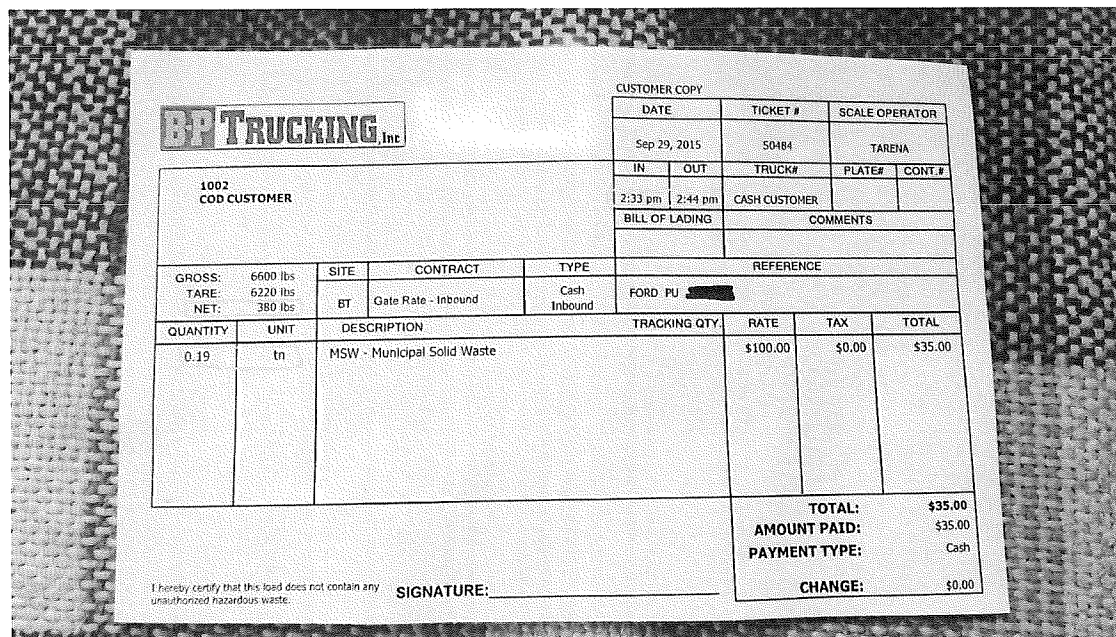 CUSTOMER COPY
B·P TRUCKING, Inc
DATE TICKET # SCALE OPERATOR
Sep 29, 2015 50484 TARENA
IN OUT TRUCK# PLATE# CONT.#
2:33 pm 2:44 pm CASH CUSTOMER
1002
COD CUSTOMER
BILL OF LADING COMMENTS
GROSS: 6600 lbs
TARE: 6220 lbs
NET: 380 lbs
SITE CONTRACT TYPE REFERENCE
BT Gate Rate - Inbound Cash Inbound FORD PU
QUANTITY UNIT DESCRIPTION TRACKING QTY. RATE TAX TOTAL
0.19 tn MSW - Municipal Solid Waste $100.00 $0.00 $35.00
TOTAL: $35.00
AMOUNT PAID: $35.00
PAYMENT TYPE: Cash
CHANGE: $0.00
I hereby certify that this load does not contain any
unauthorized hazardous waste.
SIGNATURE: